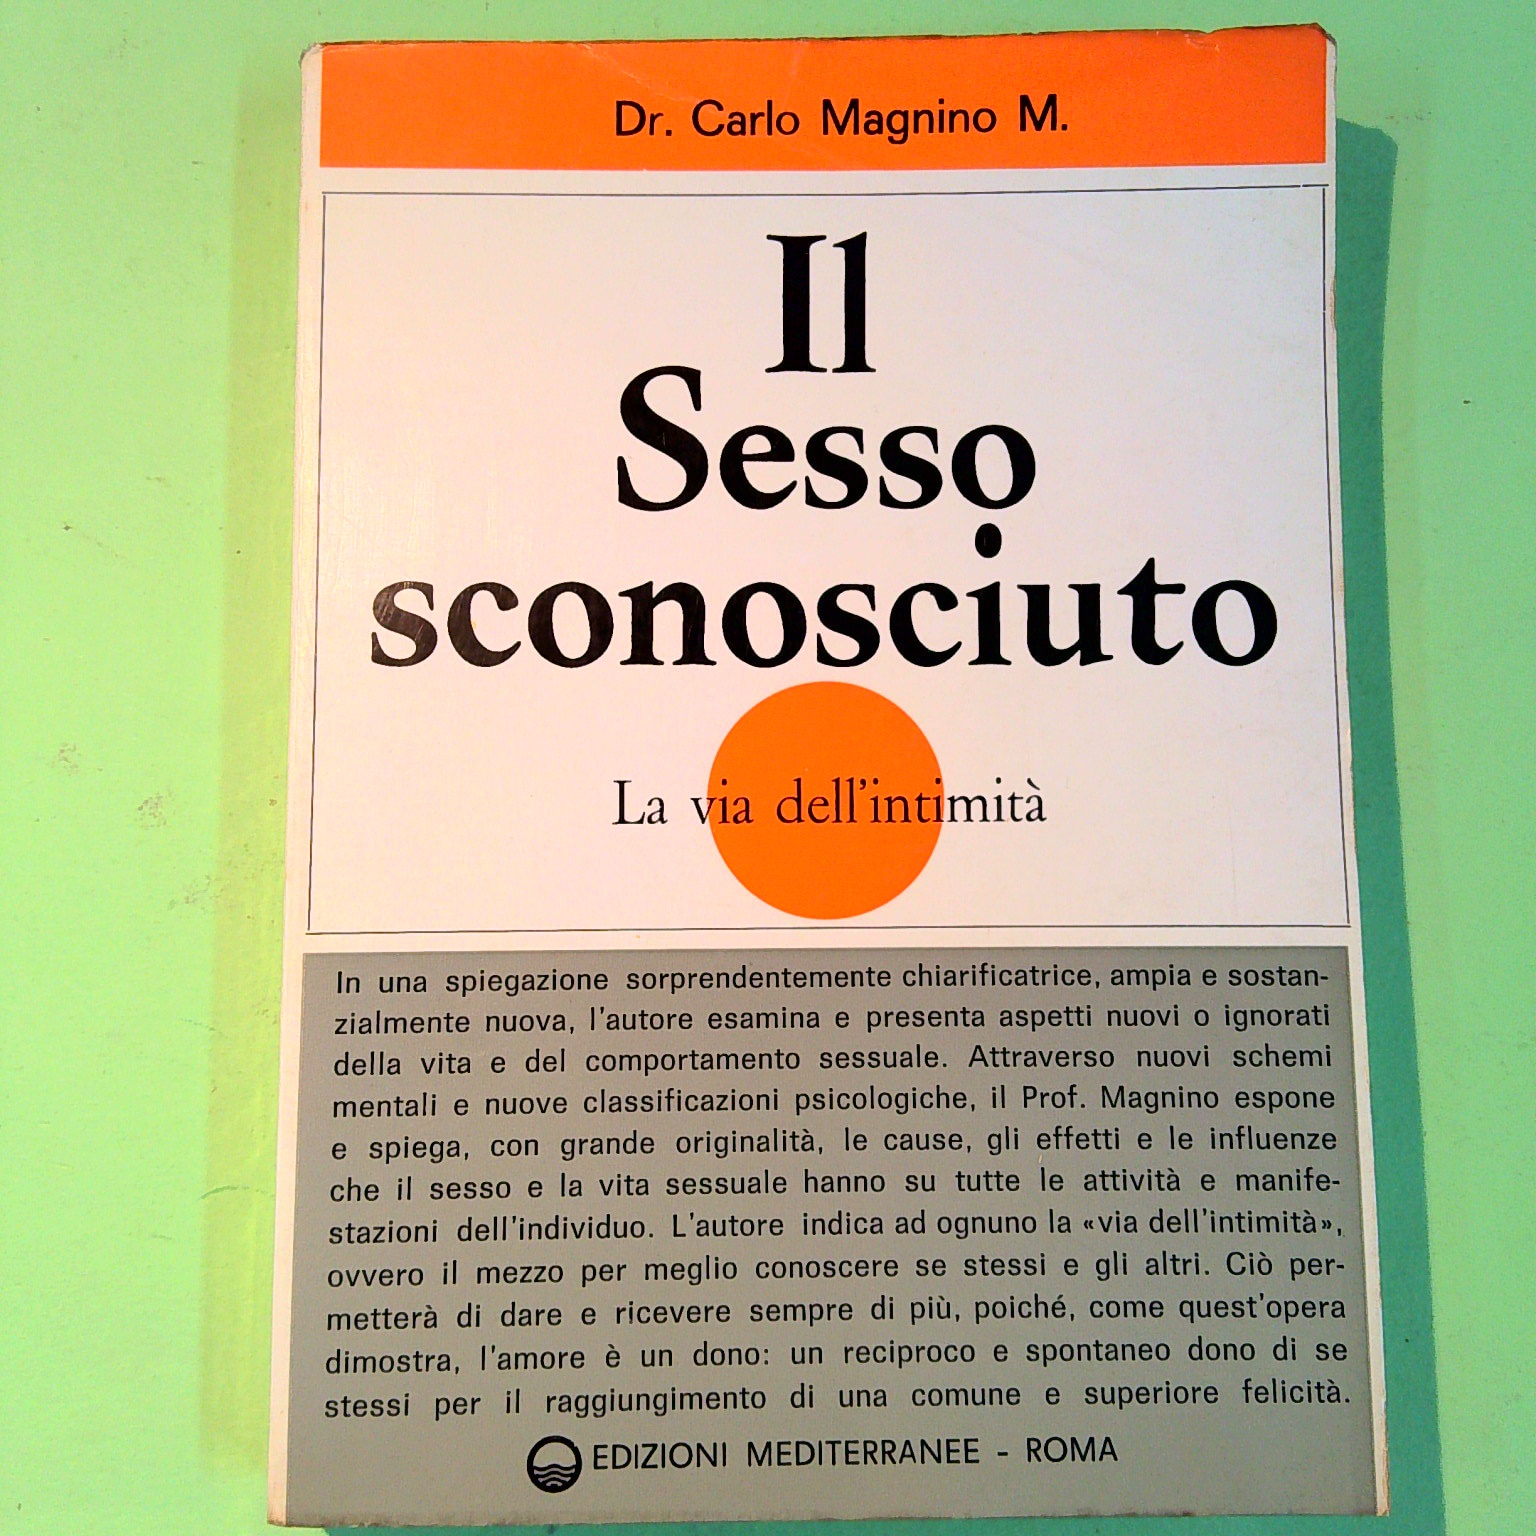 Dr. Carlo Magnino M.
Il
Sesso
sconosciuto
La via dell'intimità
In una spiegazione sorprendentemente chiarificatrice, ampia e sostan-
zialmente nuova, l'autore esamina e presenta aspetti nuovi o ignorati
della vita e del comportamento sessuale. Attraverso nuovi schemi
mentali e nuove classificazioni psicologiche, il Prof. Magnino espone
e spiega, con grande originalità, le cause, gli effetti e le influenze
che il sesso e la vita sessuale hanno su tutte le attività e manife-
stazioni dell'individuo. L'autore indica ad ognuno la «via dell'intimità»,
ovvero il mezzo per meglio conoscere se stessi e gli altri. Ciò per-
metterà di dare e ricevere sempre di più, poiché, come quest'opera
dimostra, l'amore è un dono: un reciproco e spontaneo dono di se
stessi per il raggiungimento di una comune e superiore felicità.
EDIZIONI MEDITERRANEE - ROMA